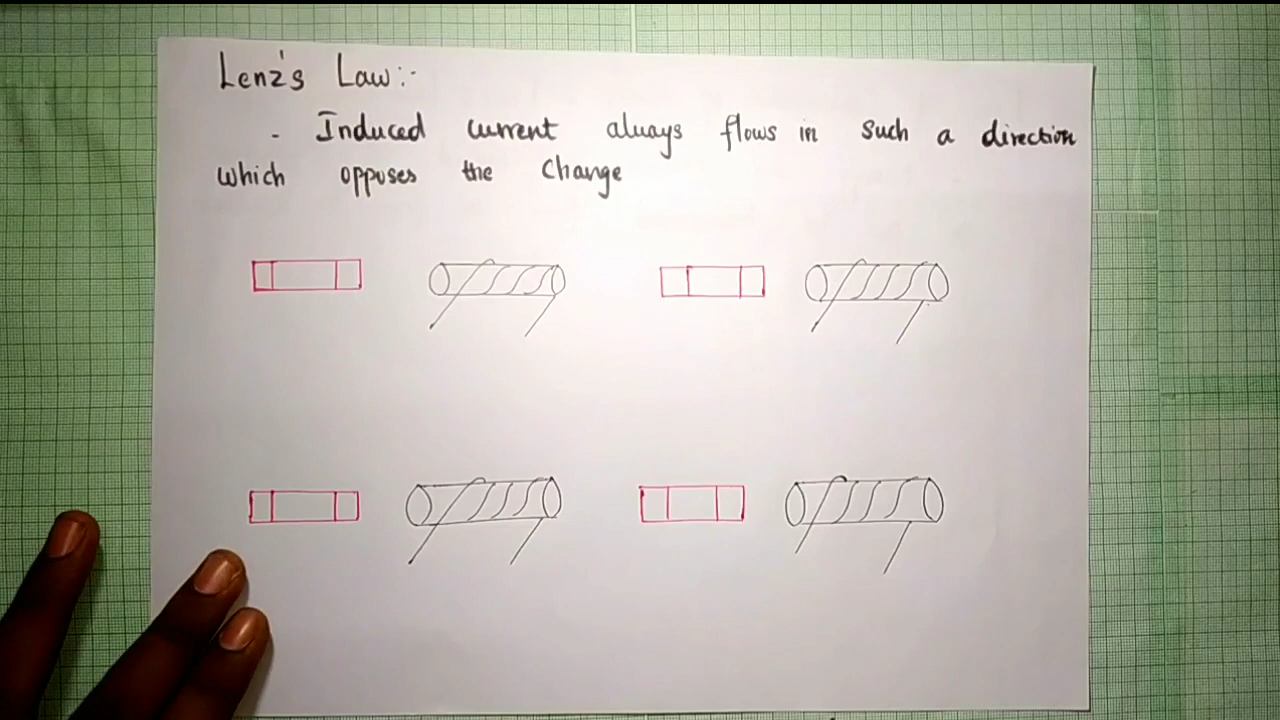 Lenz's Law:-
- Induced current always flows in such a direction
which opposes the change